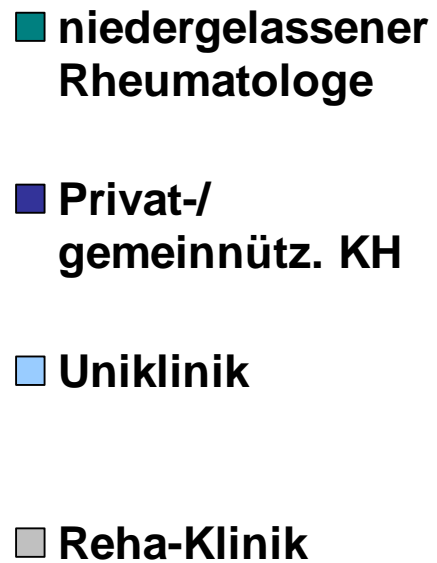 niedergelassener
Rheumatologe
Privat-/
gemeinnütz. KH
Uniklinik
Reha-Klinik